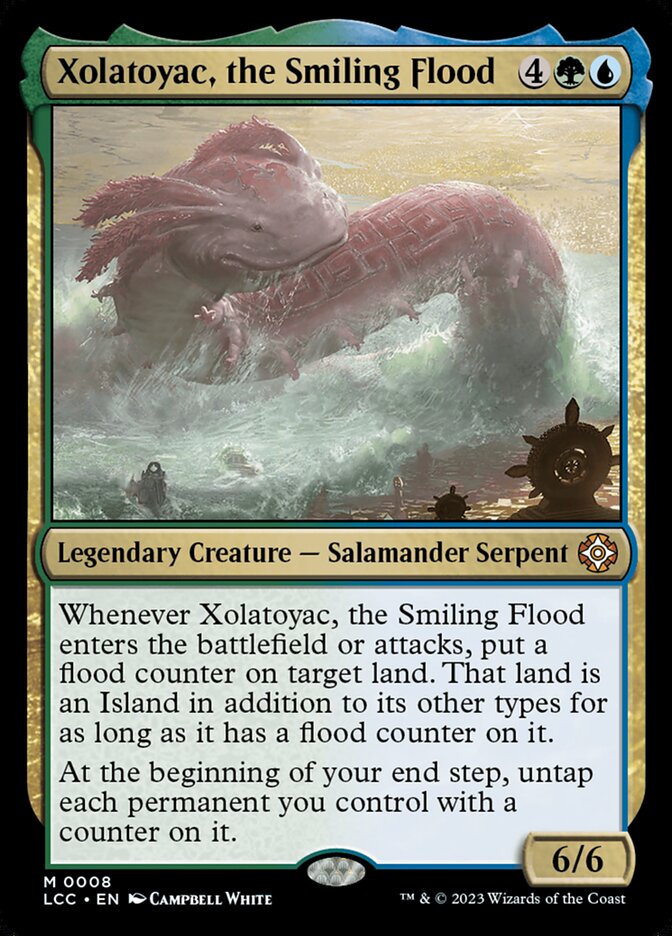 Xolatoyac, the Smiling Flood 4
Legendary Creature — Salamander Serpent
Whenever Xolatoyac, the Smiling Flood
enters the battlefield or attacks, put a
flood counter on target land. That land is
an Island in addition to its other types for
as long as it has a flood counter on it.
At the beginning of your end step, untap
each permanent you control with a
counter on it.
6/6
M 0008
LCC • EN Campbell White
™ & © 2023 Wizards of the Coast